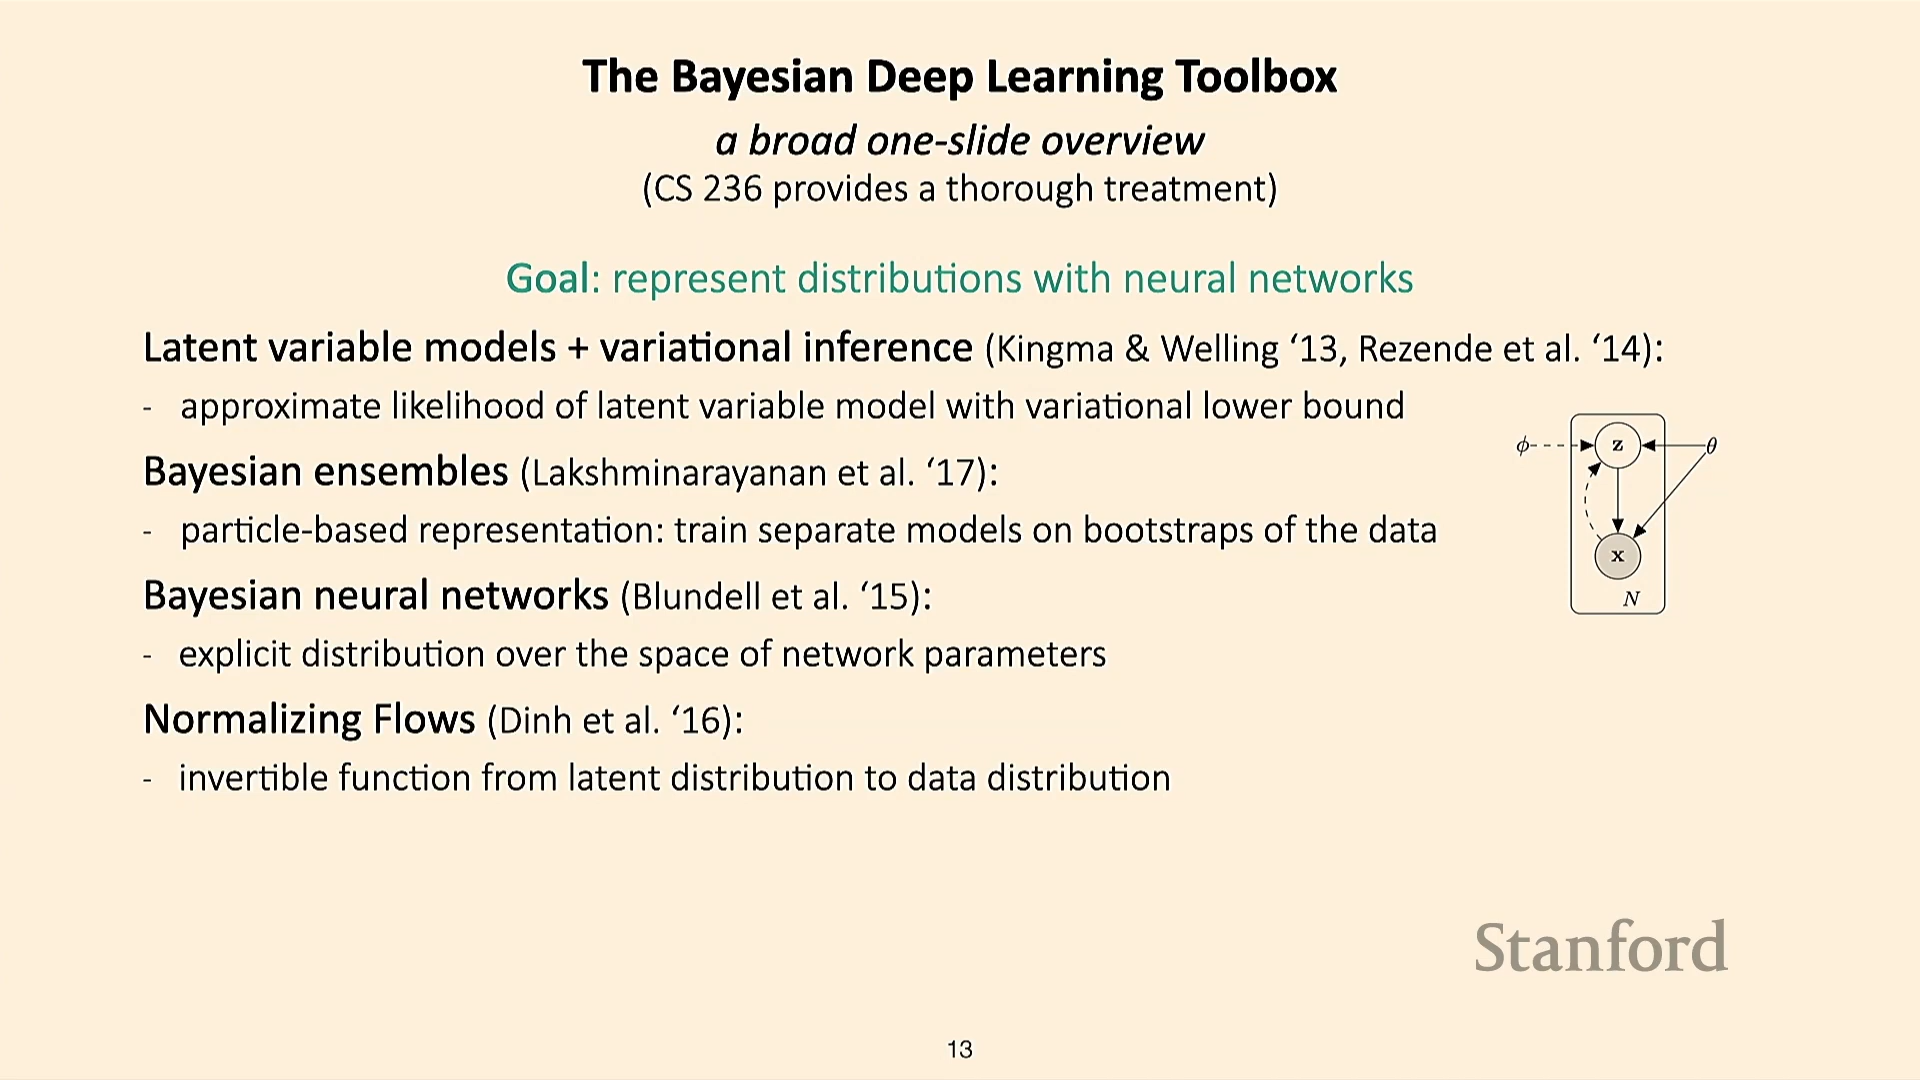 The Bayesian Deep Learning Toolbox
a broad one-slide overview
(CS 236 provides a thorough treatment)
Goal: represent distributions with neural networks
Latent variable models + variational inference (Kingma & Welling ‘13, Rezende et al. ‘14):
- approximate likelihood of latent variable model with variational lower bound
Bayesian ensembles (Lakshminarayanan et al. ‘17):
- particle-based representation: train separate models on bootstraps of the data
Bayesian neural networks (Blundell et al. ‘15):
- explicit distribution over the space of network parameters
Normalizing Flows (Dinh et al. ‘16):
- invertible function from latent distribution to data distribution
ϕ z θ
x
N
Stanford
13